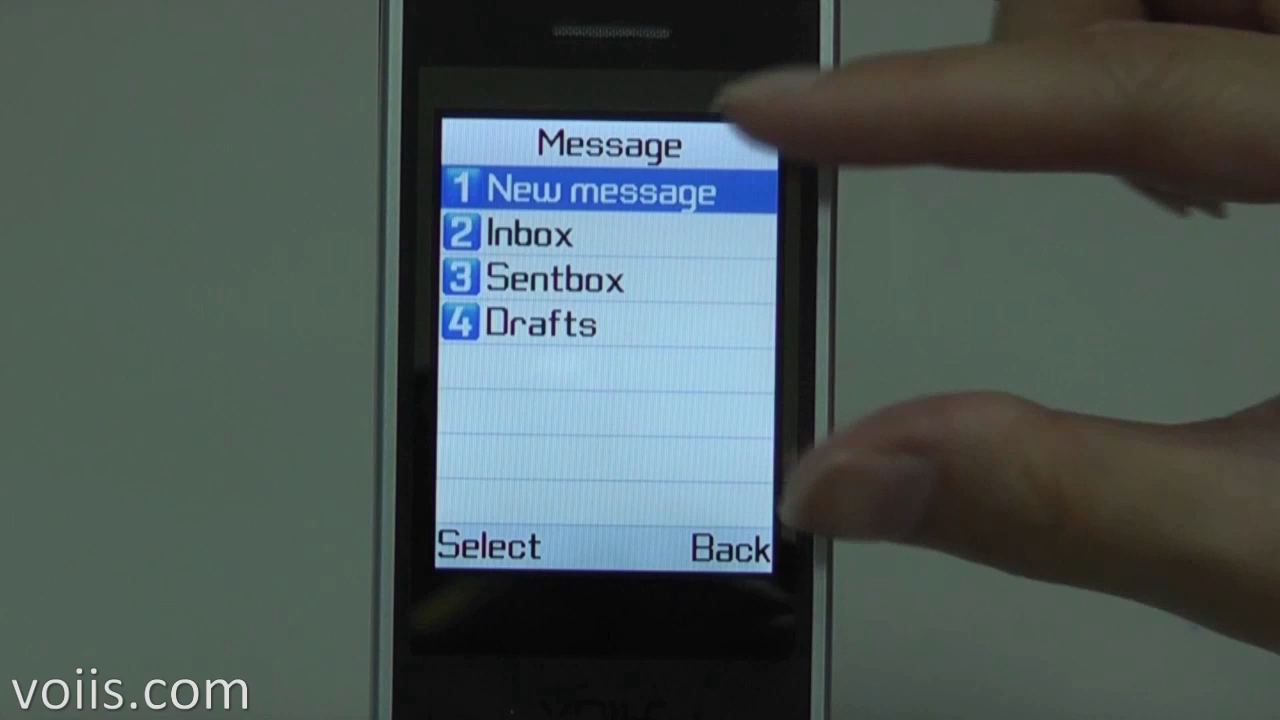 Message
1 New message
2 Inbox
3 Sentbox
4 Drafts
Select Back
voiis.com